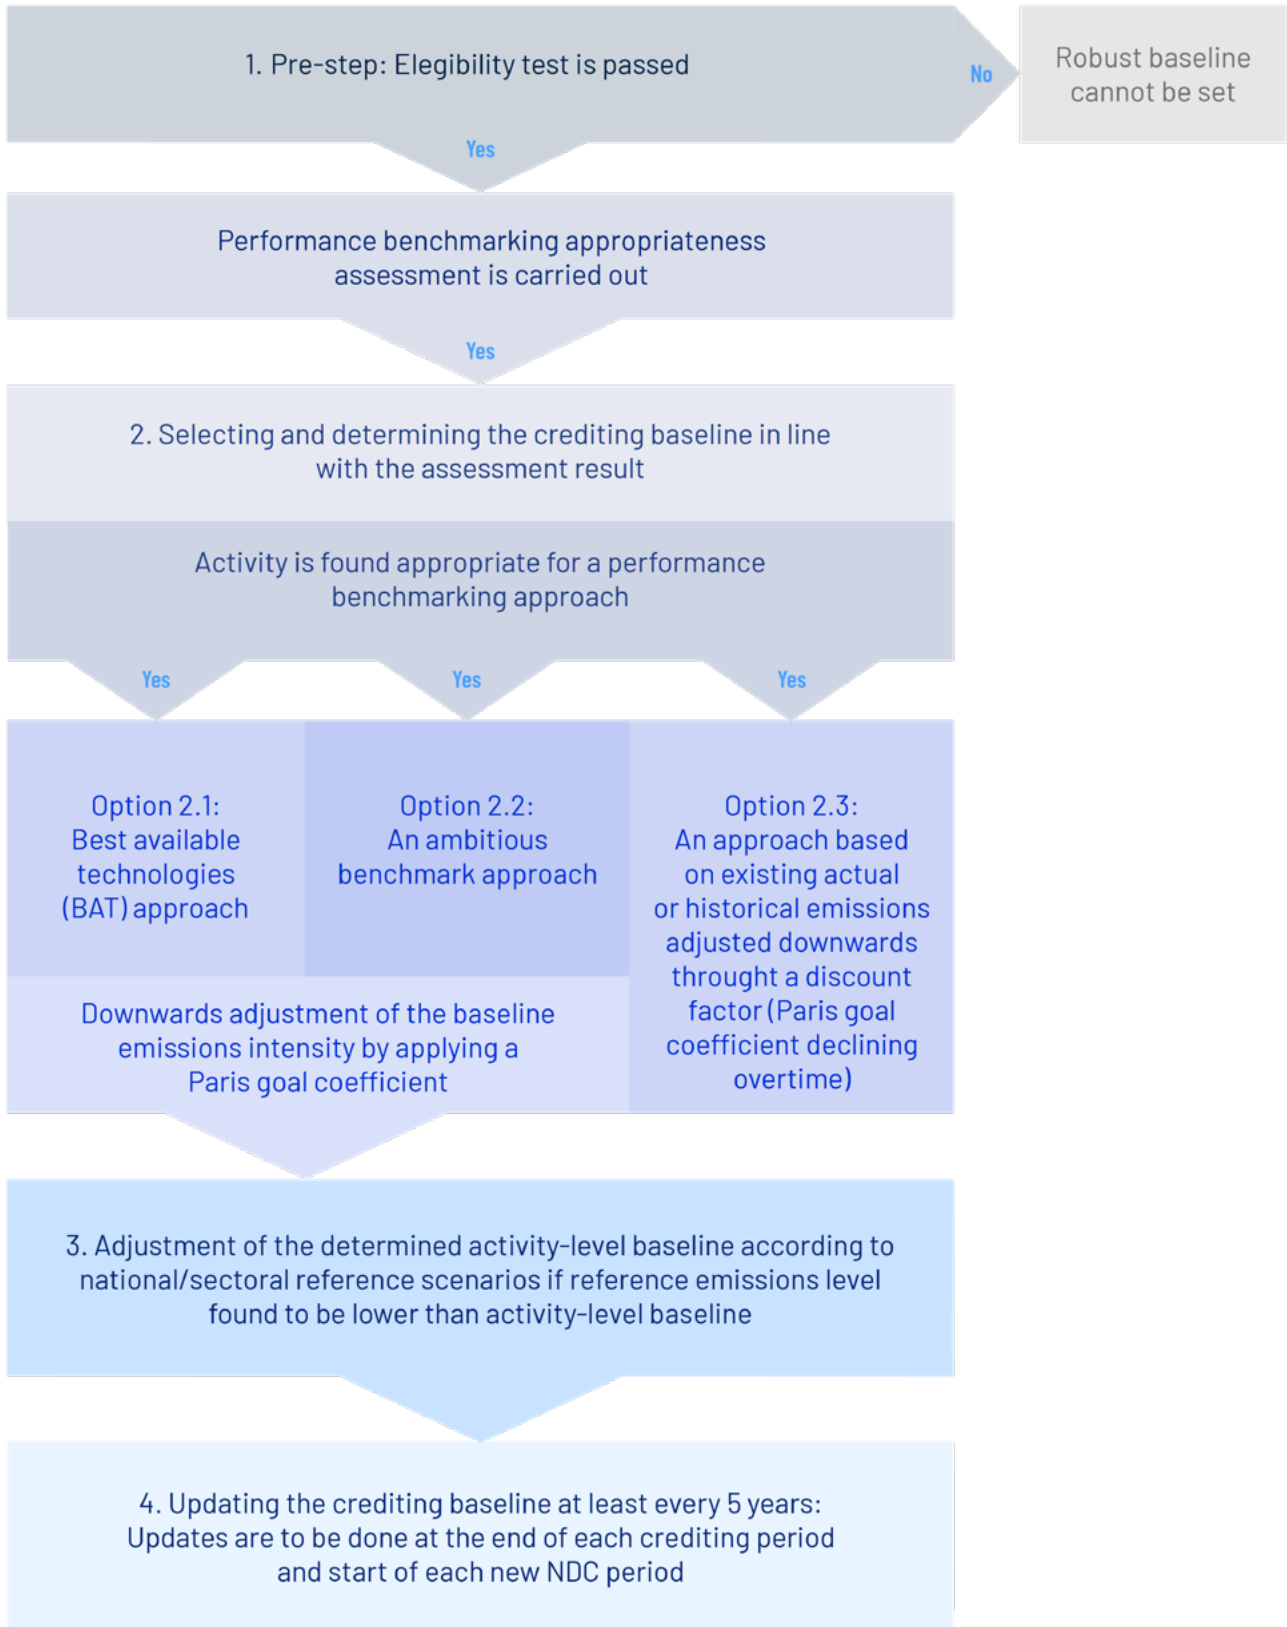 1. Pre-step: Elegibility test is passed
No
Robust baseline
cannot be set
Yes
Performance benchmarking appropriateness
assessment is carried out
Yes
2. Selecting and determining the crediting baseline in line
with the assessment result
Activity is found appropriate for a performance
benchmarking approach
Yes
Yes
Yes
Option 2.1:
Best available
technologies
(BAT) approach
Option 2.2:
An ambitious
benchmark approach
Option 2.3:
An approach based
on existing actual
or historical emissions
adjusted downwards
throught a discount
factor (Paris goal
coefficient declining
overtime)
Downwards adjustment of the baseline
emissions intensity by applying a
Paris goal coefficient
3. Adjustment of the determined activity-level baseline according to
national/sectoral reference scenarios if reference emissions level
found to be lower than activity-level baseline
4. Updating the crediting baseline at least every 5 years:
Updates are to be done at the end of each crediting period
and start of each new NDC period